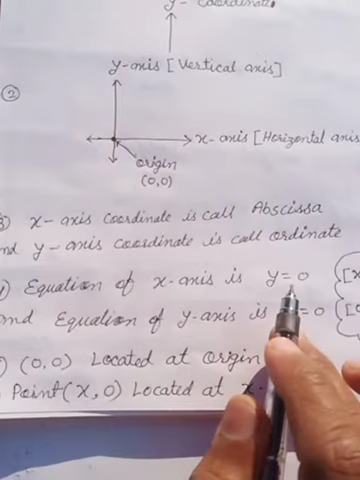 y- Coordinate.
y-axis [Vertical axis]
②
x-axis [Horizontal axis
origin
(0,0)
3) x-axis Coordinate is call Abscissa
nd y-axis coordinate is call ordinate
) Equation of x-axis is y=0
[x
nd Equation of y-axis is =0
) (0,0) Located at origin
Point (x,0) Located at x-